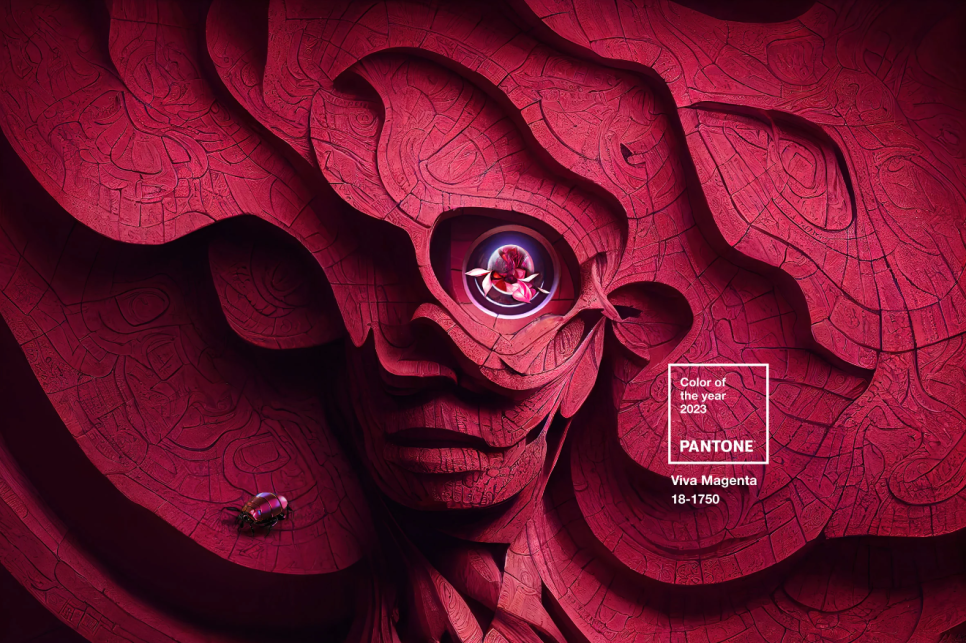 Color of
the year
2023
PANTONE
Viva Magenta
18-1750